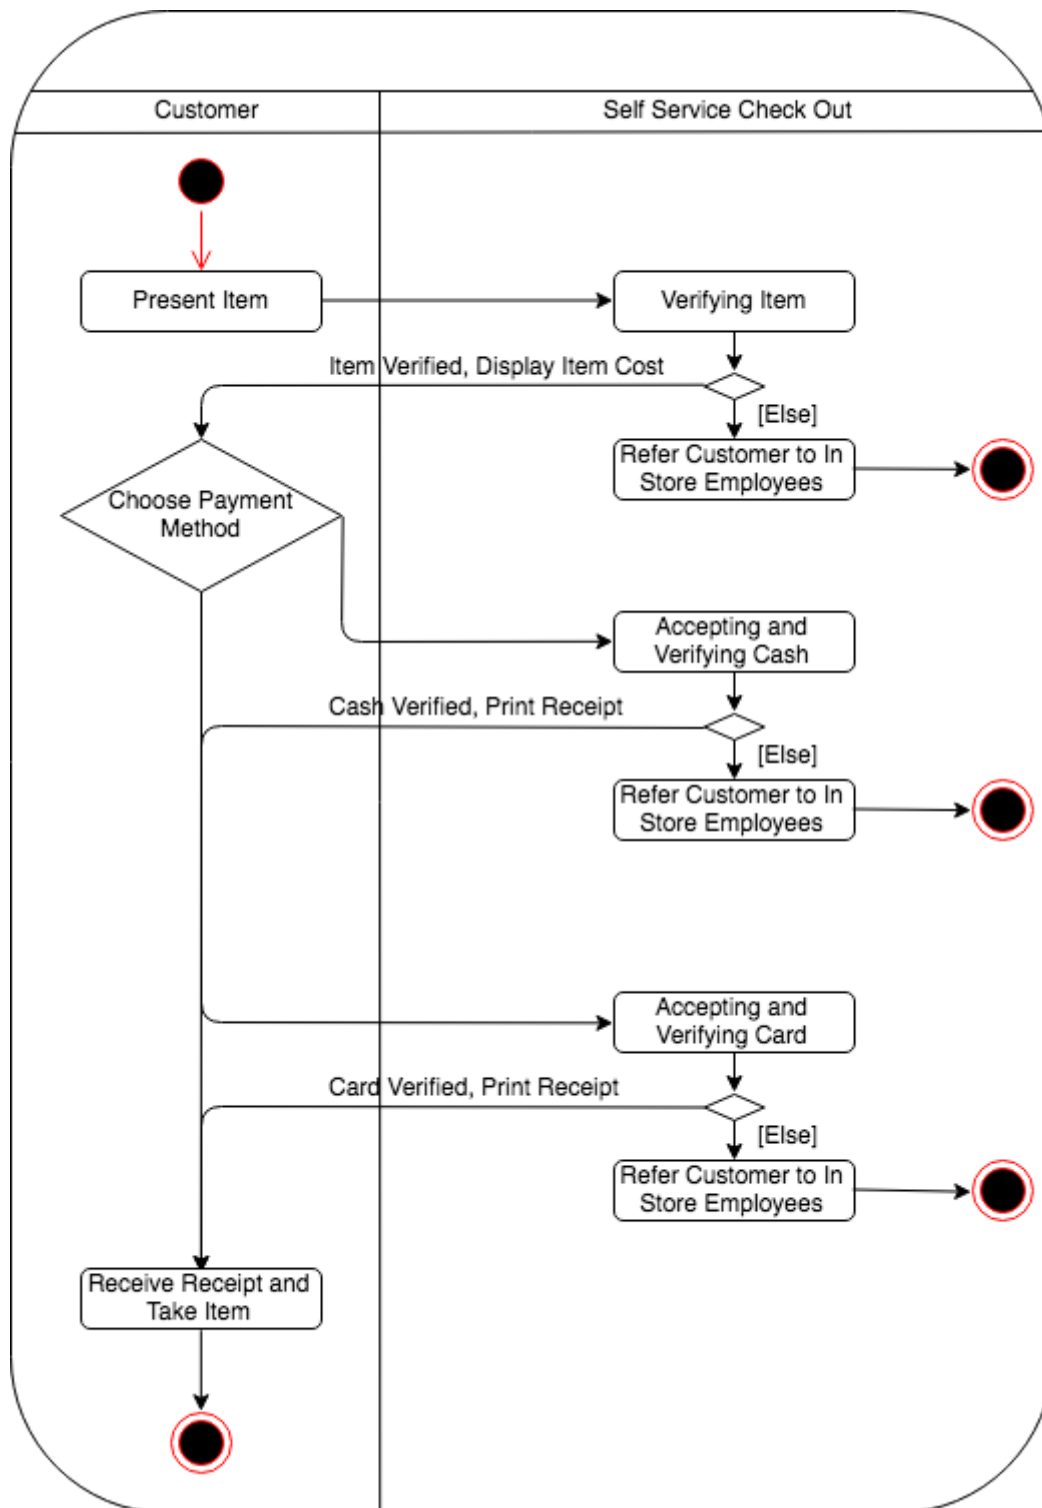 Customer
Self Service Check Out
Present Item
Verifying Item
Item Verified, Display Item Cost
[Else]
Refer Customer to In
Store Employees
Choose Payment
Method
Accepting and
Verifying Cash
Cash Verified, Print Receipt
[Else]
Refer Customer to In
Store Employees
Accepting and
Verifying Card
Card Verified, Print Receipt
[Else]
Refer Customer to In
Store Employees
Receive Receipt and
Take Item